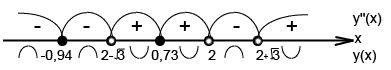 - - + + - + y''(x)
x
-0,94 2-√3 0,73 2 2+√3 y(x)